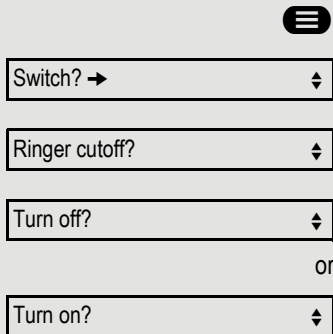 Switch? →
Ringer cutoff?
Turn off?
or
Turn on?